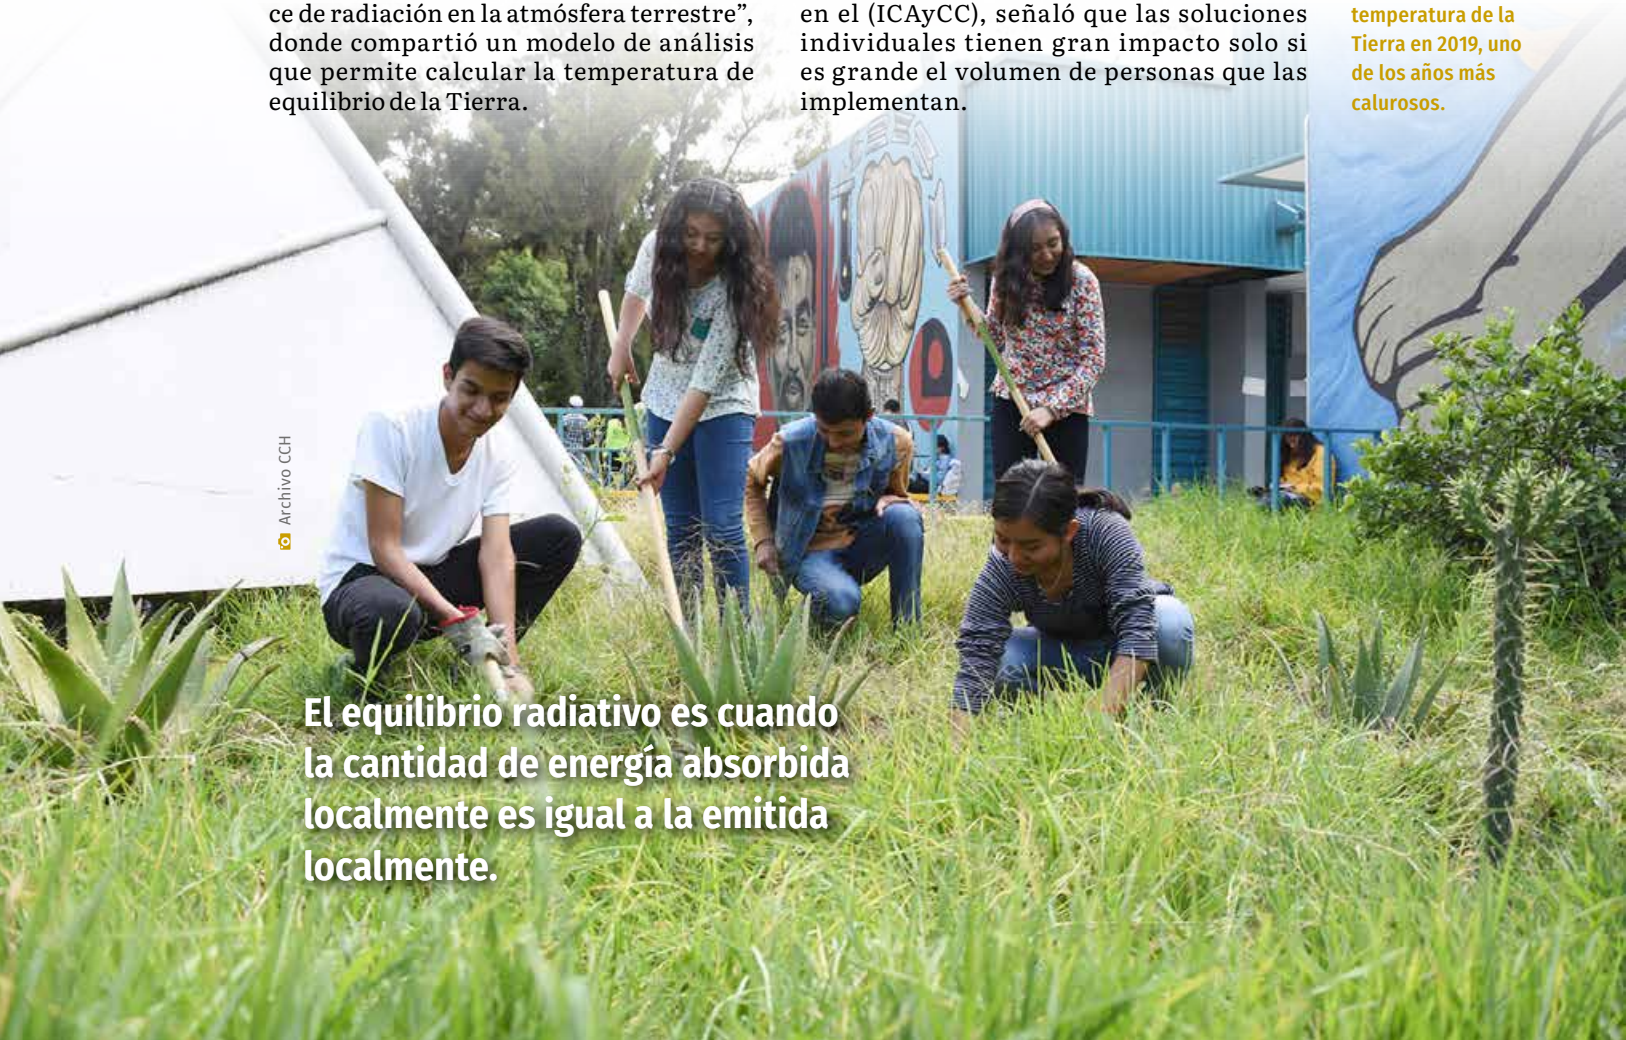 ce de radiación en la atmósfera terrestre”,
donde compartió un modelo de análisis
que permite calcular la temperatura de
equilibrio de la Tierra.
en el (ICAyCC), señaló que las soluciones
individuales tienen gran impacto solo si
es grande el volumen de personas que las
implementan.
temperatura de la
Tierra en 2019, uno
de los años más
calurosos.
Archivo CCH
El equilibrio radiativo es cuando
la cantidad de energía absorbida
localmente es igual a la emitida
localmente.